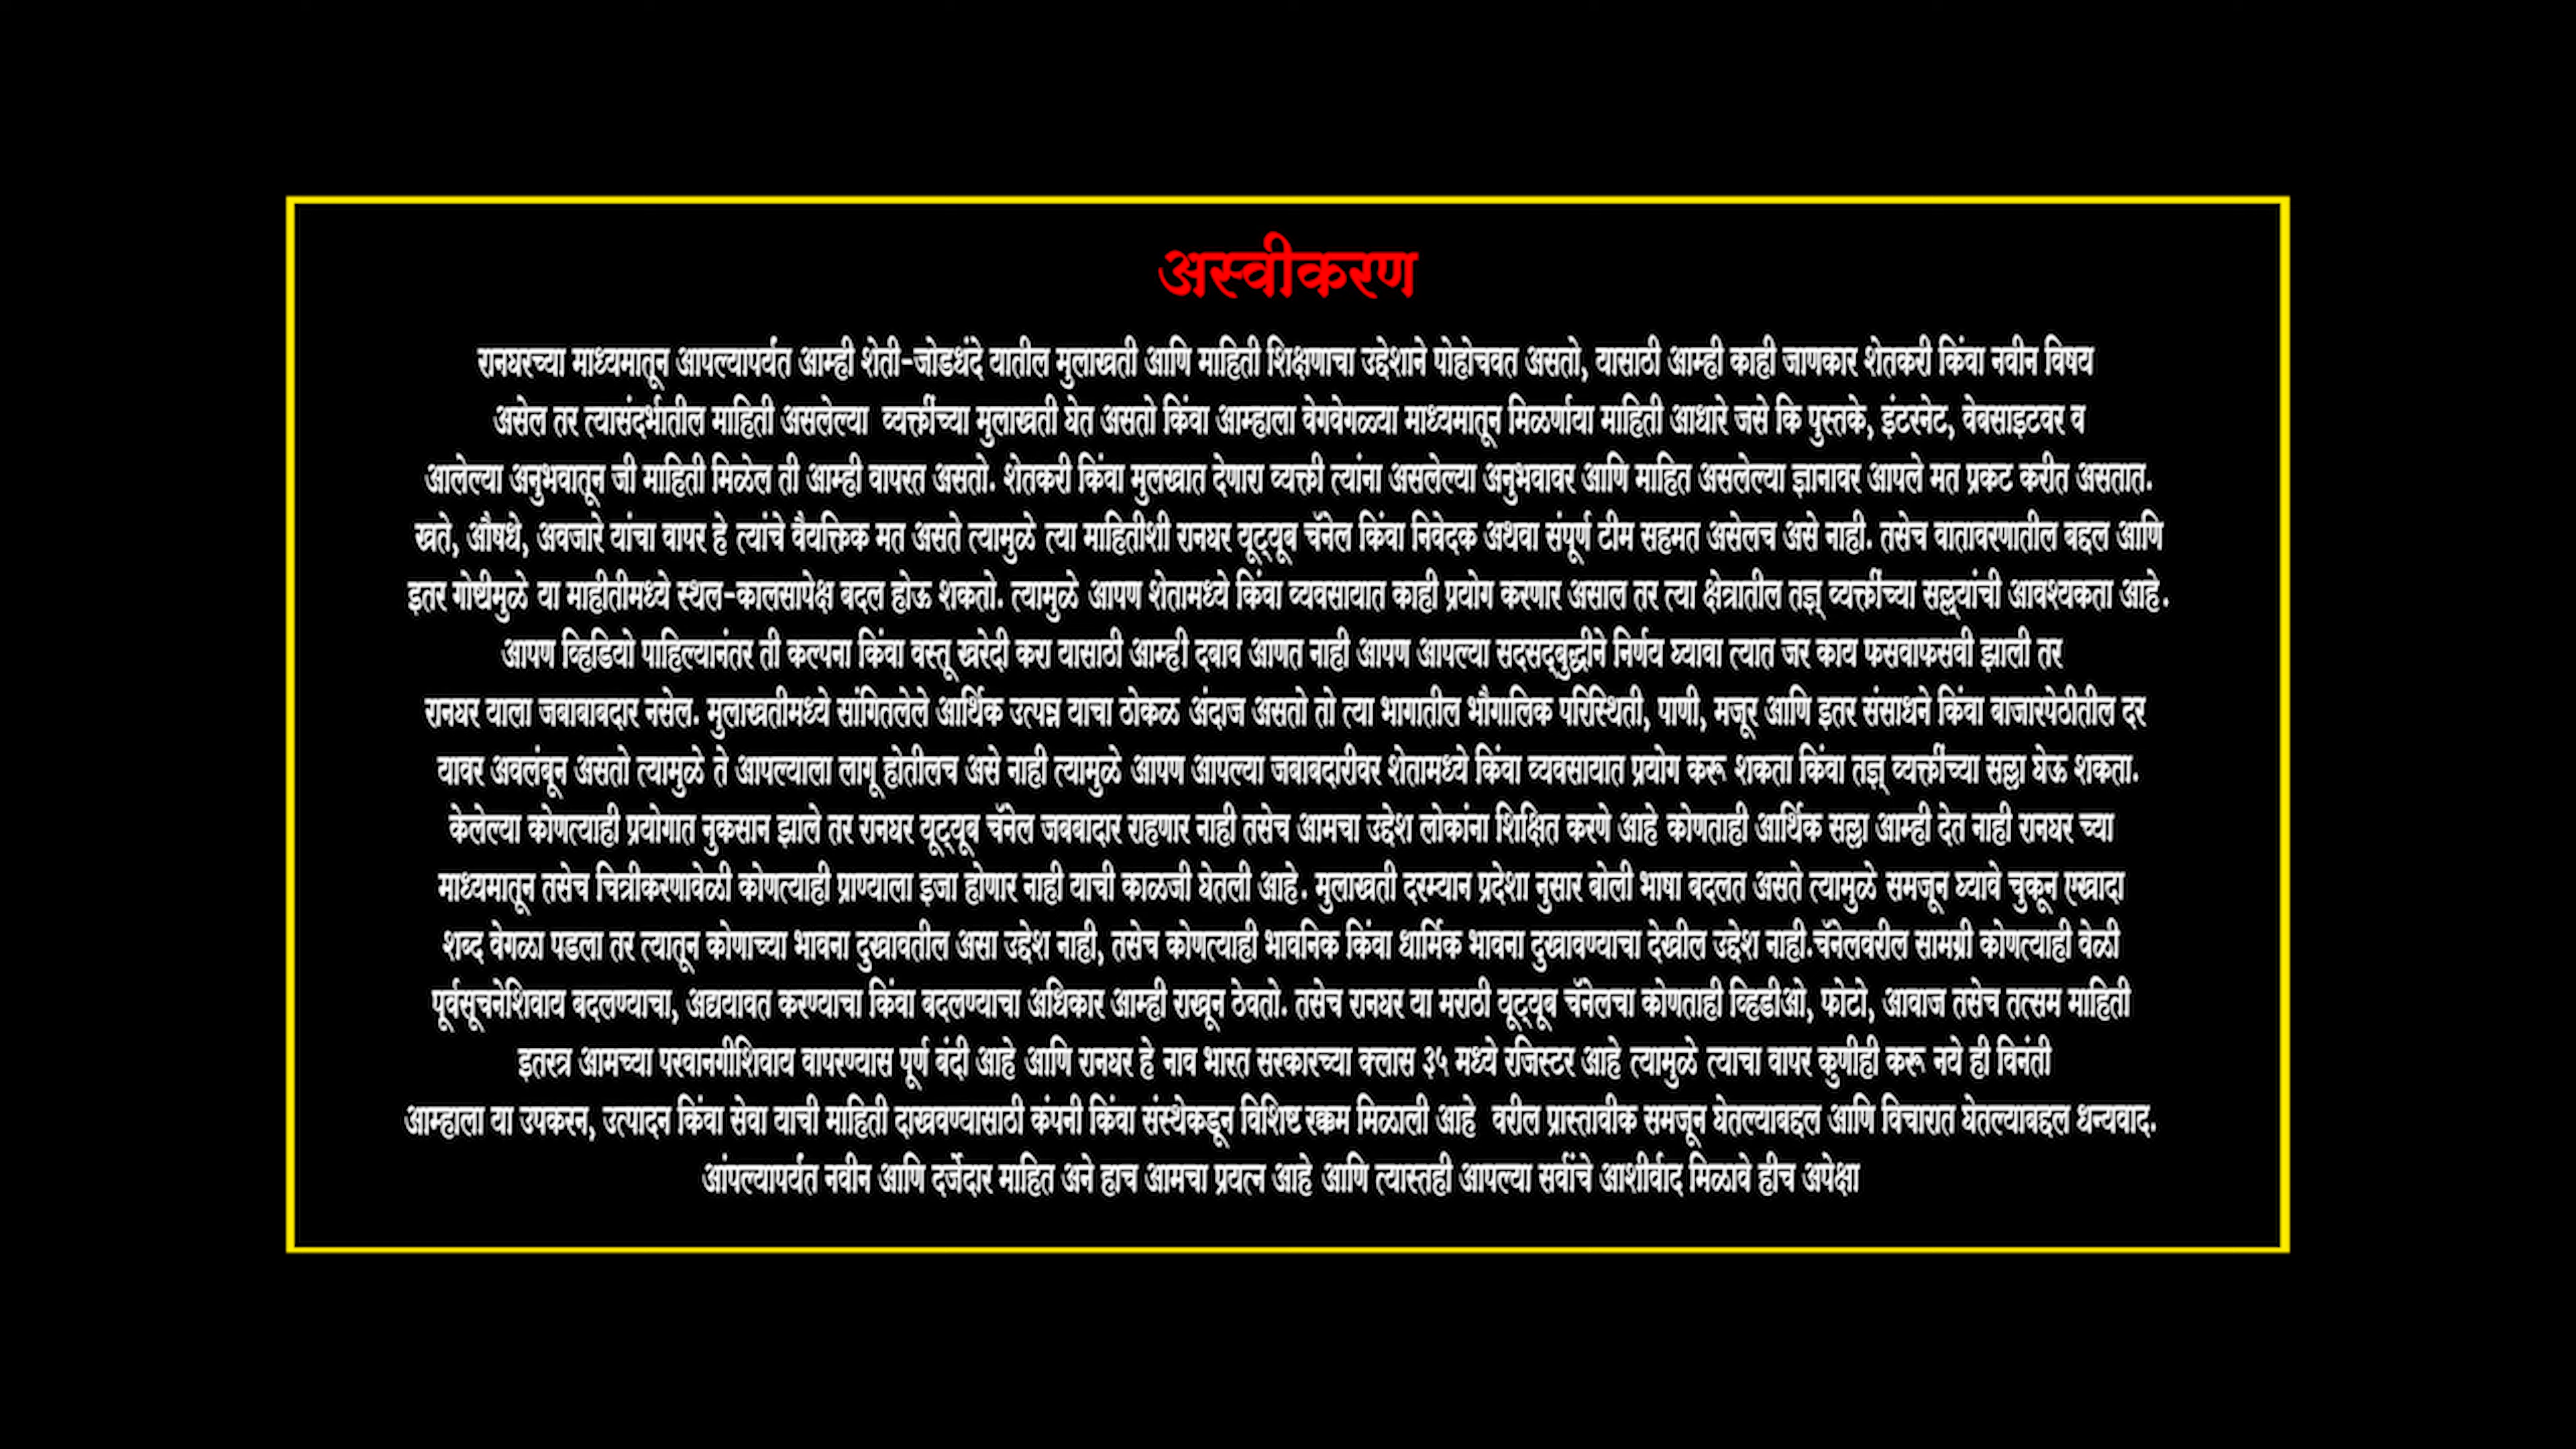 अस्वीकरण
रानघरच्या माध्यमातून आपल्यापर्यंत आम्ही शेती-जोडधंदे यातील मुलाखती आणि माहिती शिक्षणाचा उद्देशाने पोहोचवत असतो, यासाठी आम्ही काही जाणकार शेतकरी किंवा नवीन विषय
असेल तर त्यासंदर्भातील माहिती असलेल्या व्यक्तींच्या मुलाखती घेत असतो किंवा आम्हाला वेगवेगळ्या माध्यमातून मिळर्णाया माहिती आधारे जसे कि पुस्तके, इंटरनेट, वेबसाइटवर व
आलेल्या अनुभवातून जी माहिती मिळेल ती आम्ही वापरत असतो. शेतकरी किंवा मुलखात देणारा व्यक्ती त्यांना असलेल्या अनुभवावर आणि माहित असलेल्या ज्ञानावर आपले मत प्रकट करीत असतात.
खते, औषधे, अवजारे यांचा वापर हे त्यांचे वैयक्तिक मत असते त्यामुळे त्या माहितीशी रानघर यूट्यूब चॅनेल किंवा निवेदक अथवा संपूर्ण टीम सहमत असेलच असे नाही. तसेच वातावरणातील बद्दल आणि
इतर गोष्टीमुळे या माहीतीमध्ये स्थल-कालसापेक्ष बदल होऊ शकतो. त्यामुळे आपण शेतामध्ये किंवा व्यवसायात काही प्रयोग करणार असाल तर त्या क्षेत्रातील तज्ञ् व्यक्तींच्या सल्ल्यांची आवश्यकता आहे.
आपण व्हिडियो पाहिल्यानंतर ती कल्पना किंवा वस्तू खरेदी करा यासाठी आम्ही दबाव आणत नाही आपण आपल्या सदसद्बुद्धीने निर्णय घ्यावा त्यात जर काय फसवाफसवी झाली तर
रानघर याला जबाबाबदार नसेल. मुलाखतीमध्ये सांगितलेले आर्थिक उत्पन्न याचा ठोकळ अंदाज असतो तो त्या भागातील भौगालिक परिस्थिती, पाणी, मजूर आणि इतर संसाधने किंवा बाजारपेठीतील दर
यावर अवलंबून असतो त्यामुळे ते आपल्याला लागू होतीलच असे नाही त्यामुळे आपण आपल्या जबाबदारीवर शेतामध्ये किंवा व्यवसायात प्रयोग करू शकता किंवा तज्ञ् व्यक्तींच्या सल्ला घेऊ शकता.
केलेल्या कोणत्याही प्रयोगात नुकसान झाले तर रानघर यूट्यूब चॅनेल जबबादार राहणार नाही तसेच आमचा उद्देश लोकांना शिक्षित करणे आहे कोणताही आर्थिक सल्ला आम्ही देत नाही रानघर च्या
माध्यमातून तसेच चित्रीकरणावेळी कोणत्याही प्राण्याला इजा होणार नाही याची काळजी घेतली आहे. मुलाखती दरम्यान प्रदेशा नुसार बोली भाषा बदलत असते त्यामुळे समजून घ्यावे चुकून एखादा
शब्द वेगळा पडला तर त्यातून कोणाच्या भावना दुखावतील असा उद्देश नाही, तसेच कोणत्याही भावनिक किंवा धार्मिक भावना दुखावण्याचा देखील उद्देश नाही.चॅनेलवरील सामग्री कोणत्याही वेळी
पूर्वसूचनेशिवाय बदलण्याचा, अद्ययावत करण्याचा किंवा बदलण्याचा अधिकार आम्ही राखून ठेवतो. तसेच रानघर या मराठी यूट्यूब चॅनेलचा कोणताही व्हिडीओ, फोटो, आवाज तसेच तत्सम माहिती
इतरत्र आमच्या परवानगीशिवाय वापरण्यास पूर्ण बंदी आहे आणि रानघर हे नाव भारत सरकारच्या क्लास ३५ मध्ये रजिस्टर आहे त्यामुळे त्याचा वापर कुणीही करू नये ही विनंती
आम्हाला या उपकरन, उत्पादन किंवा सेवा याची माहिती दाखवण्यासाठी कंपनी किंवा संस्थेकडून विशिष्ट रक्कम मिळाली आहे वरील प्रास्तावीक समजून घेतल्याबद्दल आणि विचारात घेतल्याबद्दल धन्यवाद.
आंपल्यापर्यंत नवीन आणि दर्जेदार माहित अने हाच आमचा प्रयत्न आहे आणि त्यास्तही आपल्या सर्वांचे आशीर्वाद मिळावे हीच अपेक्षा